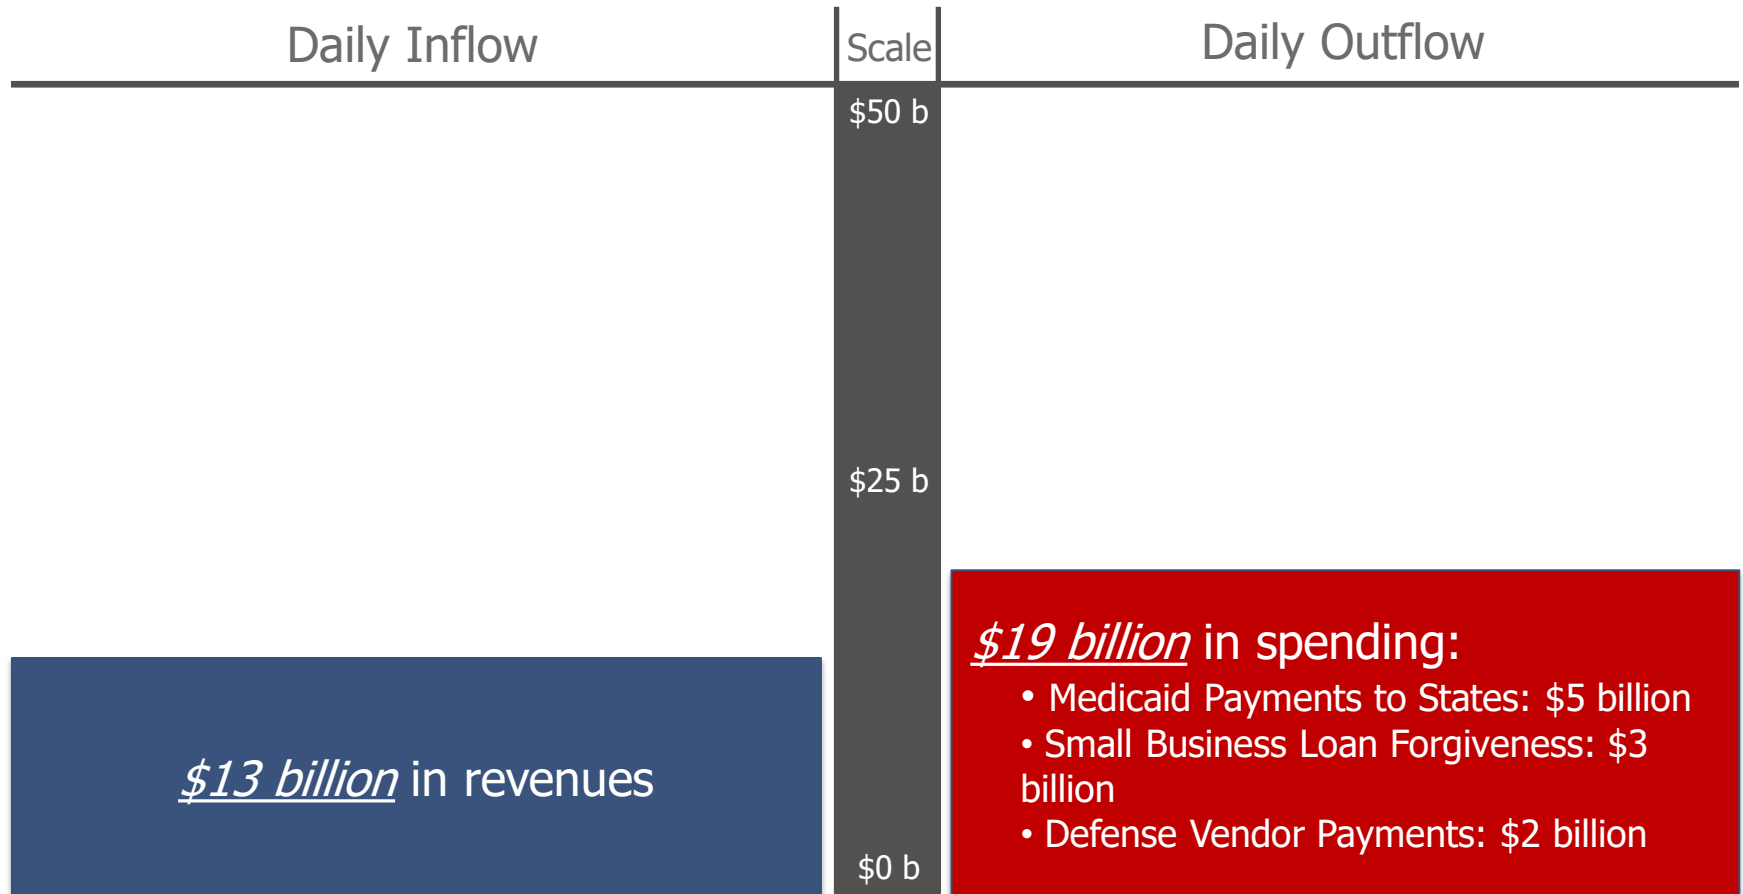 Daily Inflow
Scale
Daily Outflow
$50 b
$25 b
$0 b
$13 billion in revenues
$19 billion in spending:
• Medicaid Payments to States: $5 billion
• Small Business Loan Forgiveness: $3
billion
• Defense Vendor Payments: $2 billion